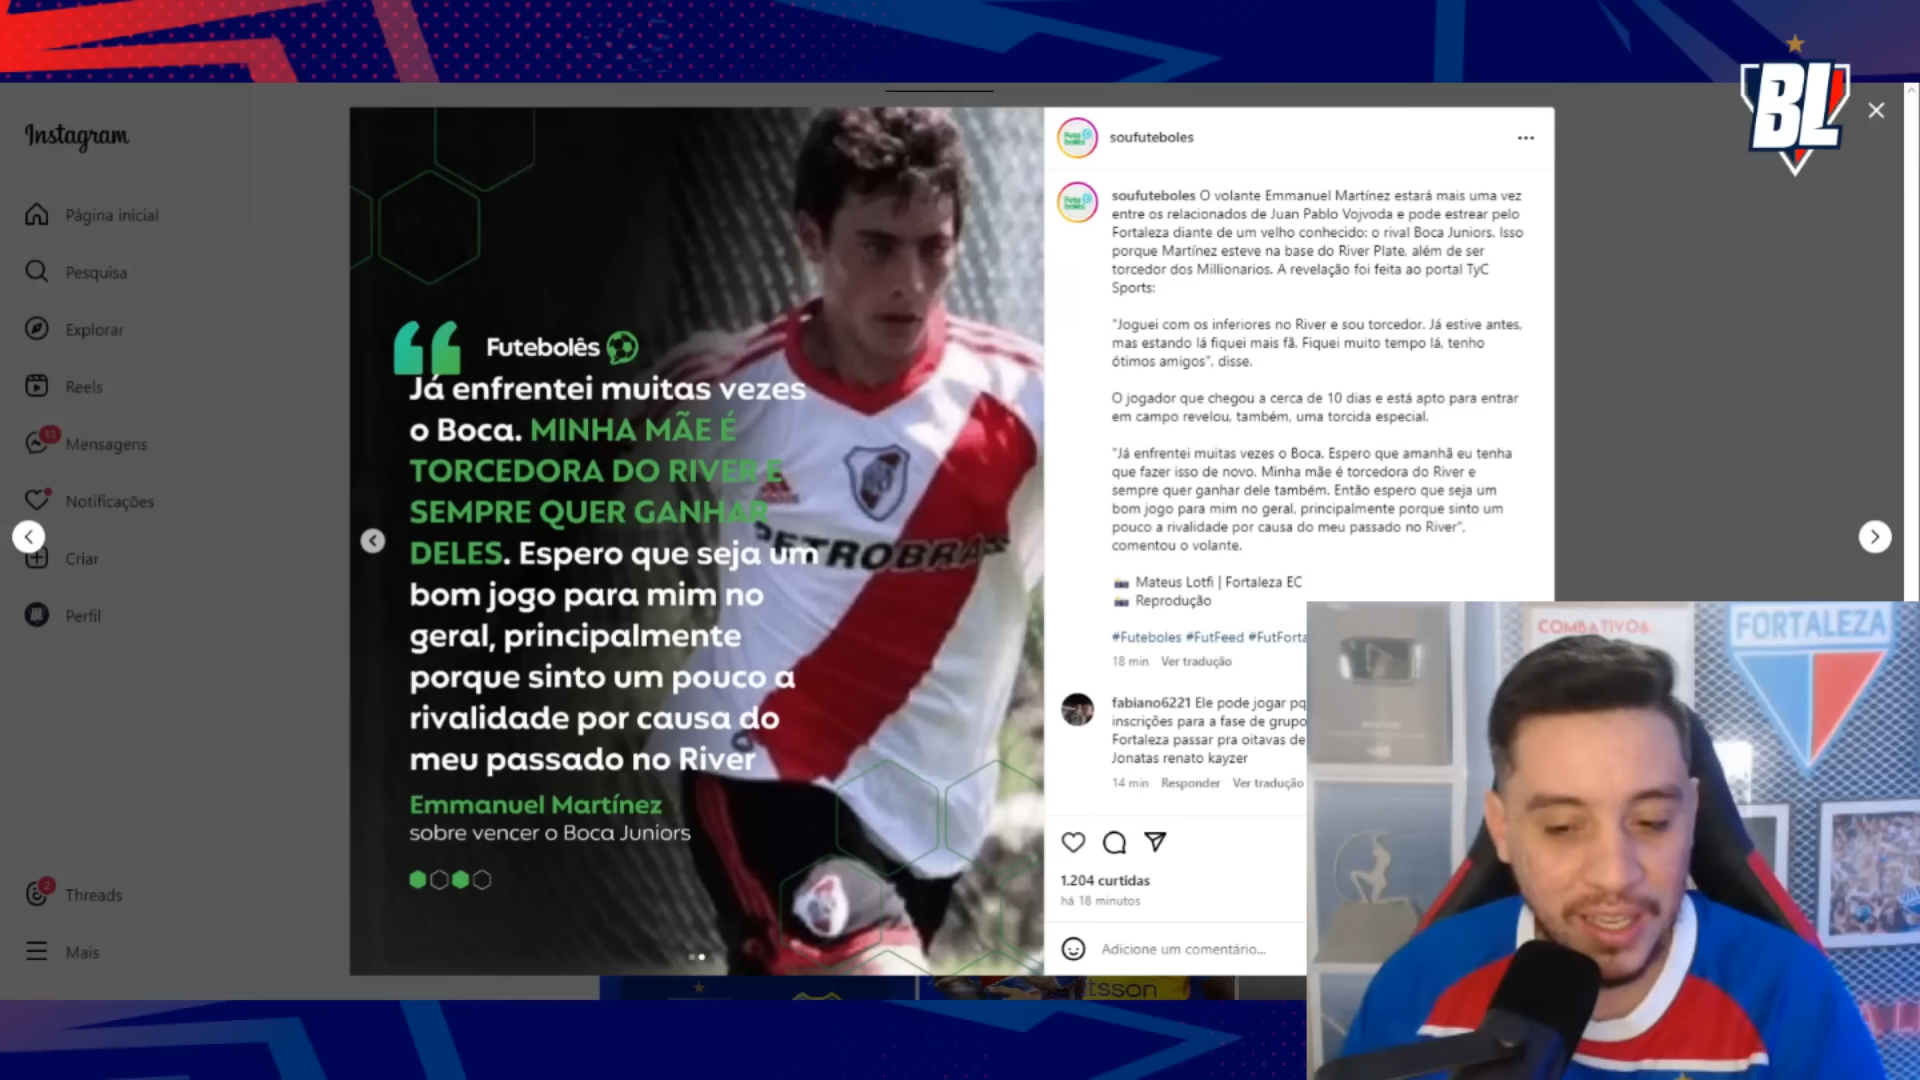 BL
Instagram
Página inicial
Pesquisa
Explorar
Reels
13
Mensagens
Notificações
Criar
Perfil
2
Threads
Mais
Futebolês
Já enfrentei muitas vezes
o Boca. MINHA MÃE É
TORCEDORA DO RIVER E
SEMPRE QUER GANHAR
DELES. Espero que seja um
bom jogo para mim no
geral, principalmente
porque sinto um pouco a
rivalidade por causa do
meu passado no River
Emmanuel Martínez
sobre vencer o Boca Juniors
PETROBRAS
soufuteboles
soufuteboles O volante Emmanuel Martínez estará mais uma vez
entre os relacionados de Juan Pablo Vojvoda e pode estrear pelo
Fortaleza diante de um velho conhecido: o rival Boca Juniors. Isso
porque Martínez esteve na base do River Plate, além de ser
torcedor dos Millionarios. A revelação foi feita ao portal TyC
Sports:
"Joguei com os inferiores no River e sou torcedor. Já estive antes,
mas estando lá fiquei mais fã. Fiquei muito tempo lá, tenho
ótimos amigos", disse.
O jogador que chegou a cerca de 10 dias e está apto para entrar
em campo revelou, também, uma torcida especial.
"Já enfrentei muitas vezes o Boca. Espero que amanhã eu tenha
que fazer isso de novo. Minha mãe é torcedora do River e
sempre quer ganhar dele também. Então espero que seja um
bom jogo para mim no geral, principalmente porque sinto um
pouco a rivalidade por causa do meu passado no River",
comentou o volante.
Mateus Lotfi | Fortaleza EC
Reprodução
#Futeboles #FutFeed #FutForta
18 min Ver tradução
fabiano6221 Ele pode jogar pq
inscrições para a fase de grupo
Fortaleza passar pra oitavas de
Jonatas renato kayzer
14 min Responder Ver tradução
1.204 curtidas
há 18 minutos
Adicione um comentário...
tsson
COMBATIVOS
FORTALEZA